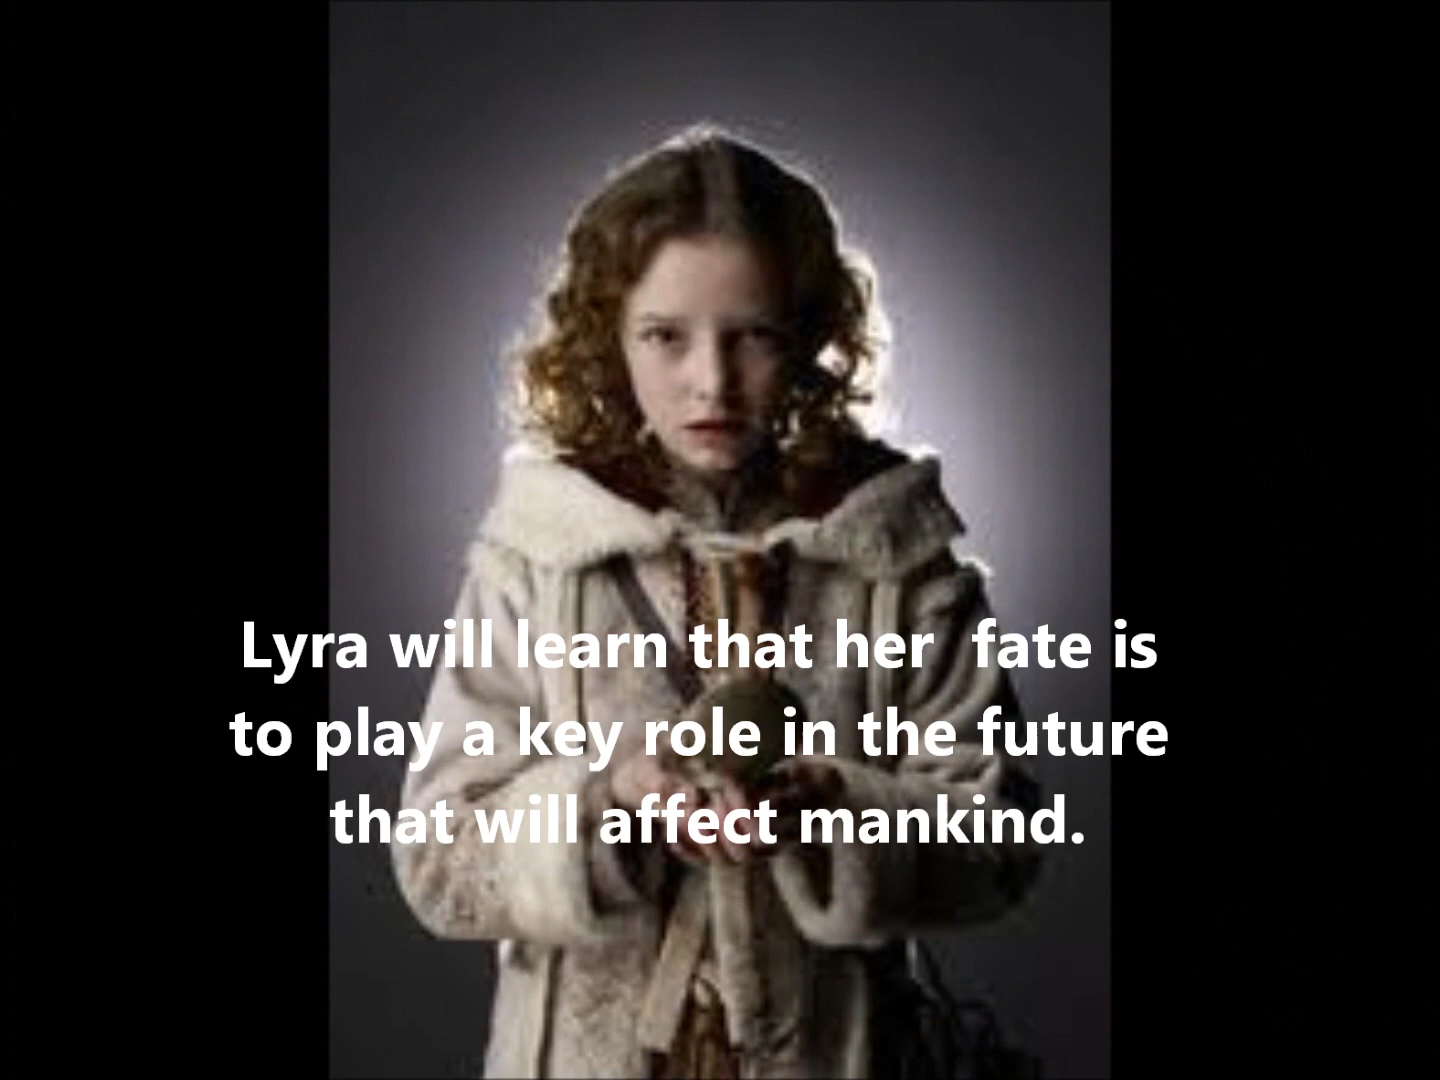 Lyra will learn that her  fate is
to play a key role in the future
that will affect mankind.